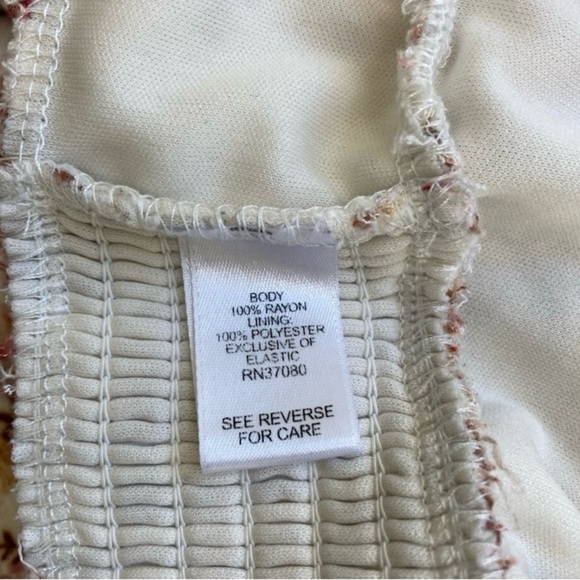 BODY
100% RAYON
LINING:
100% POLYESTER
EXCLUSIVE OF
ELASTIC
RN37080
SEE REVERSE
FOR CARE